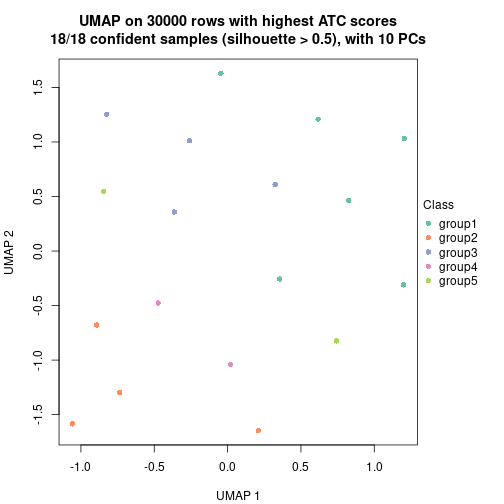 UMAP on 30000 rows with highest ATC scores
18/18 confident samples (silhouette > 0.5), with 10 PCs
1.5
1.0
0.5
0.0
-0.5
-1.0
-1.5
UMAP 2
-1.0
-0.5
0.0
0.5
1.0
UMAP 1
Class
group1
group2
group3
group4
group5